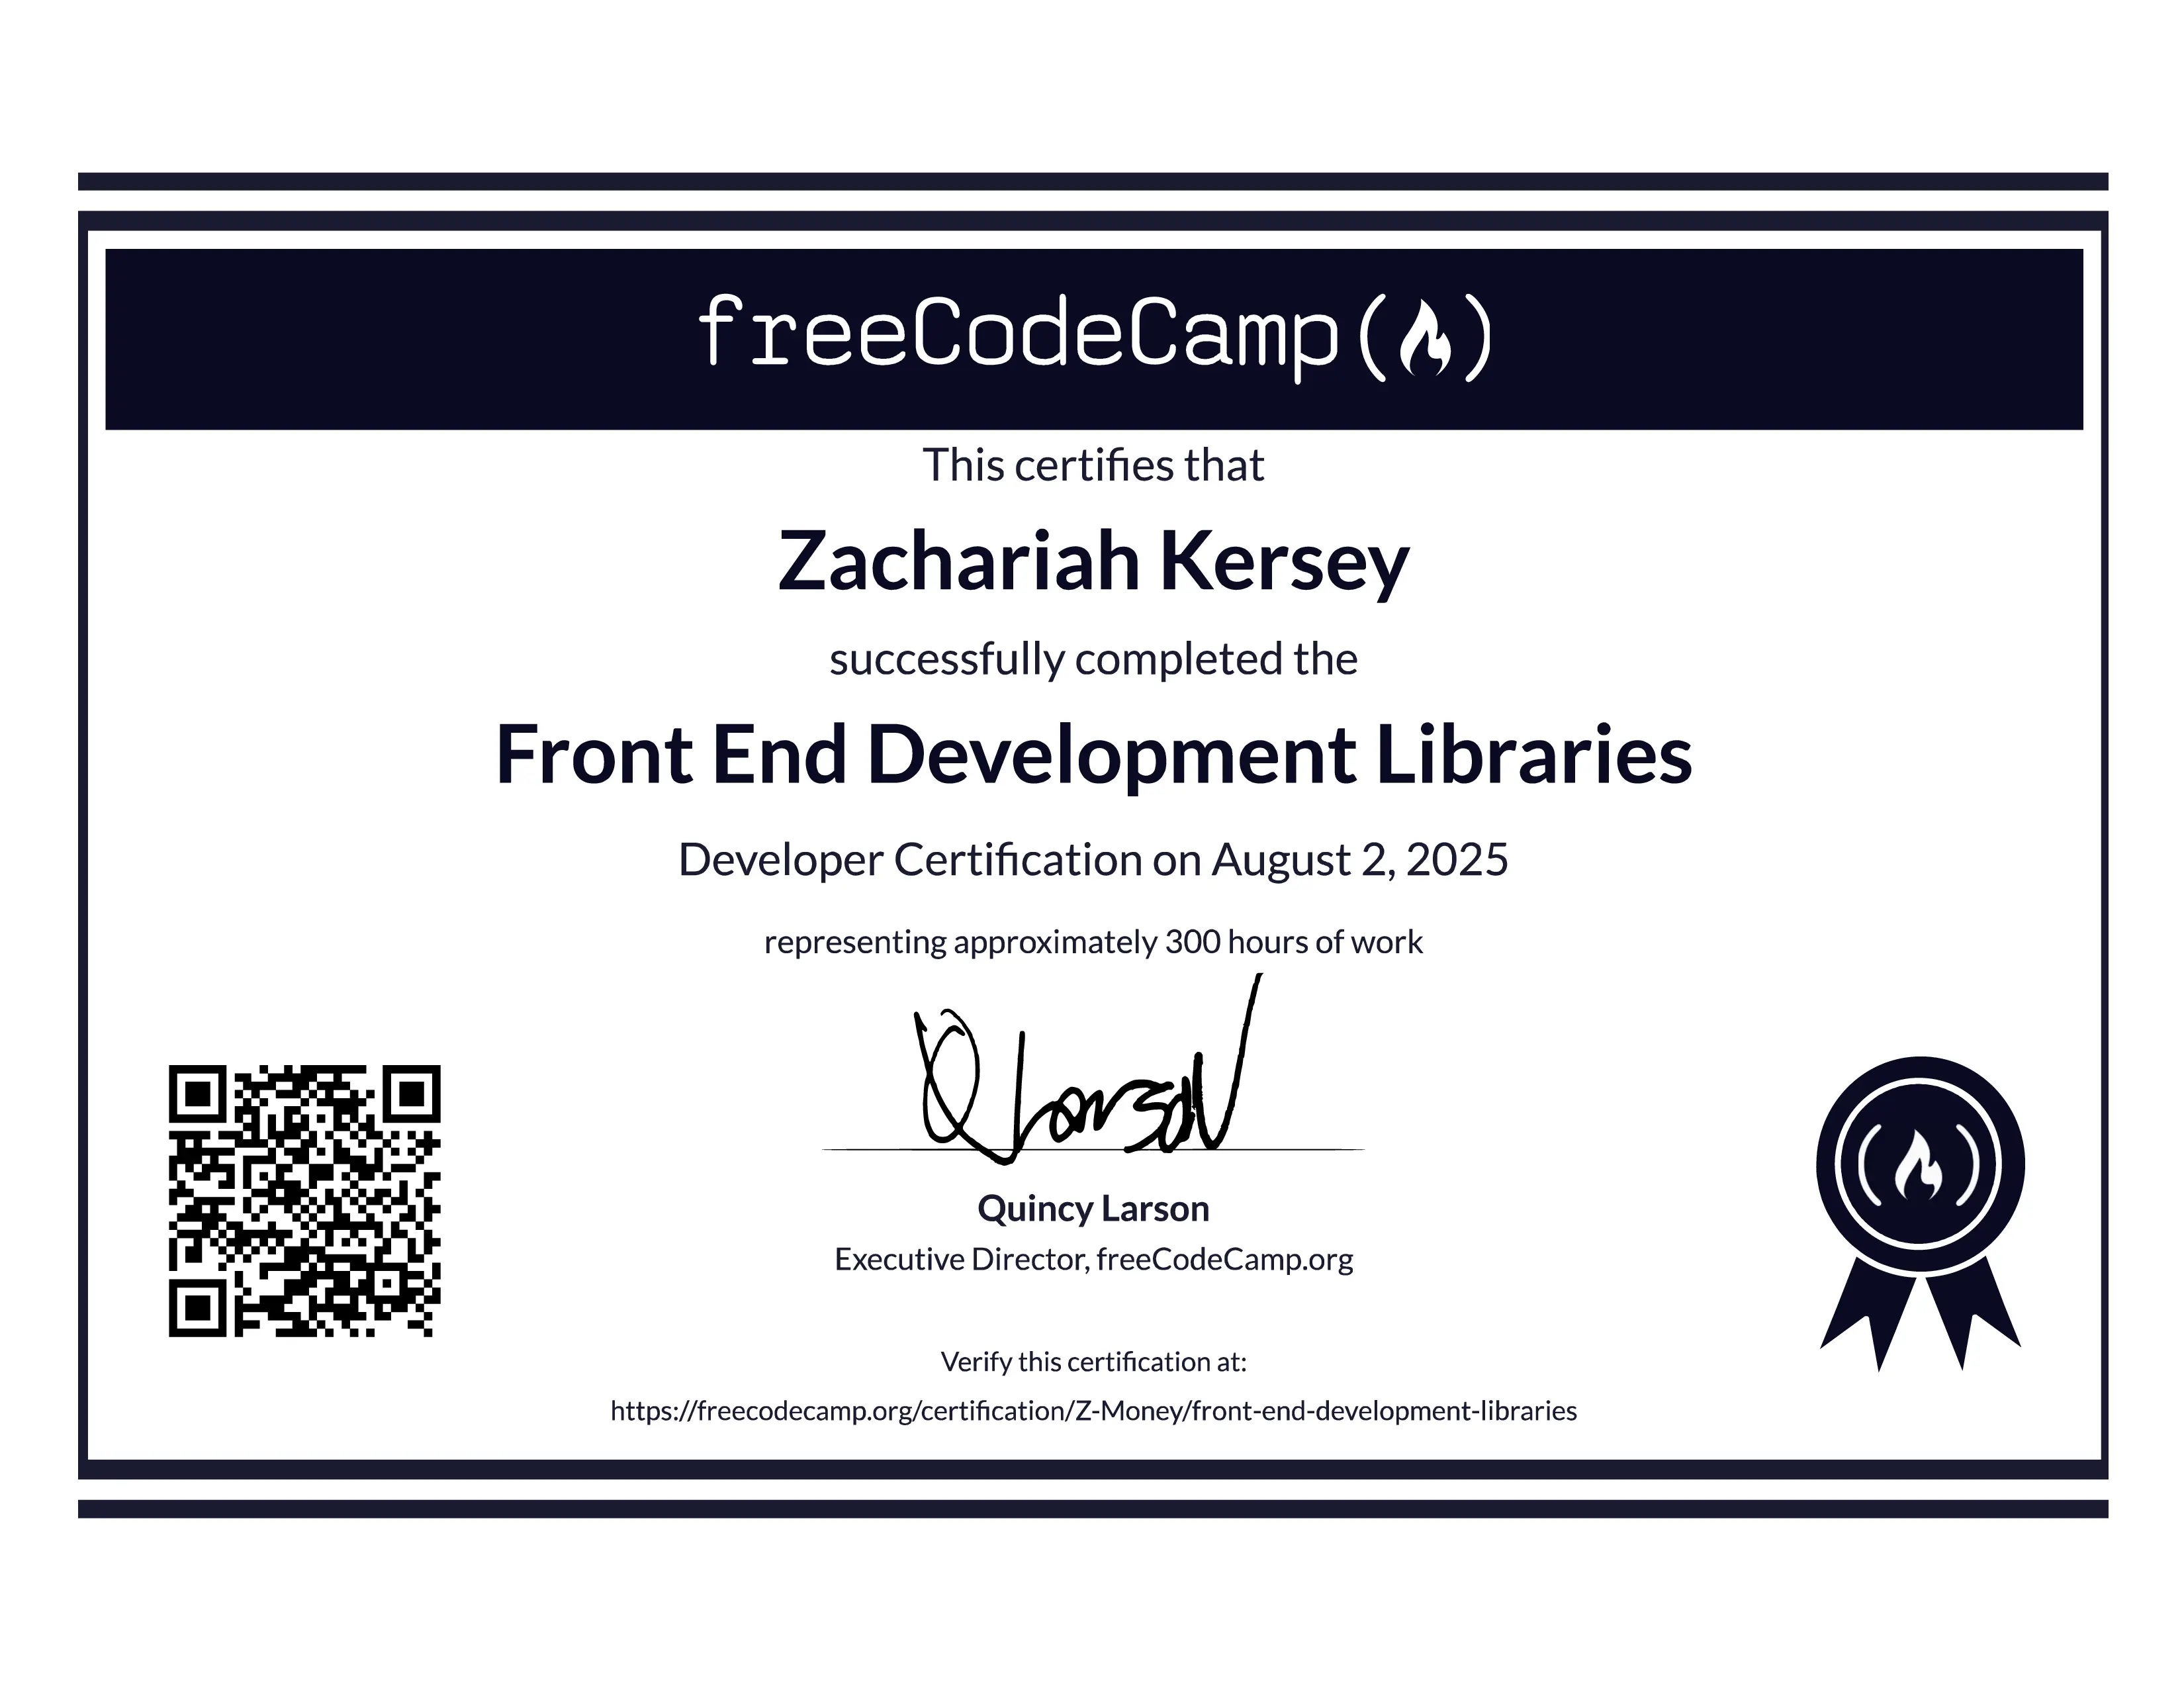 freeCodeCamp(🔥)
This certifies that
Zachariah Kersey
successfully completed the
Front End Development Libraries
Developer Certification on August 2, 2025
representing approximately 300 hours of work
Quincy Larson
Executive Director, freeCodeCamp.org
Verify this certification at:
https://freecodecamp.org/certification/Z-Money/front-end-development-libraries